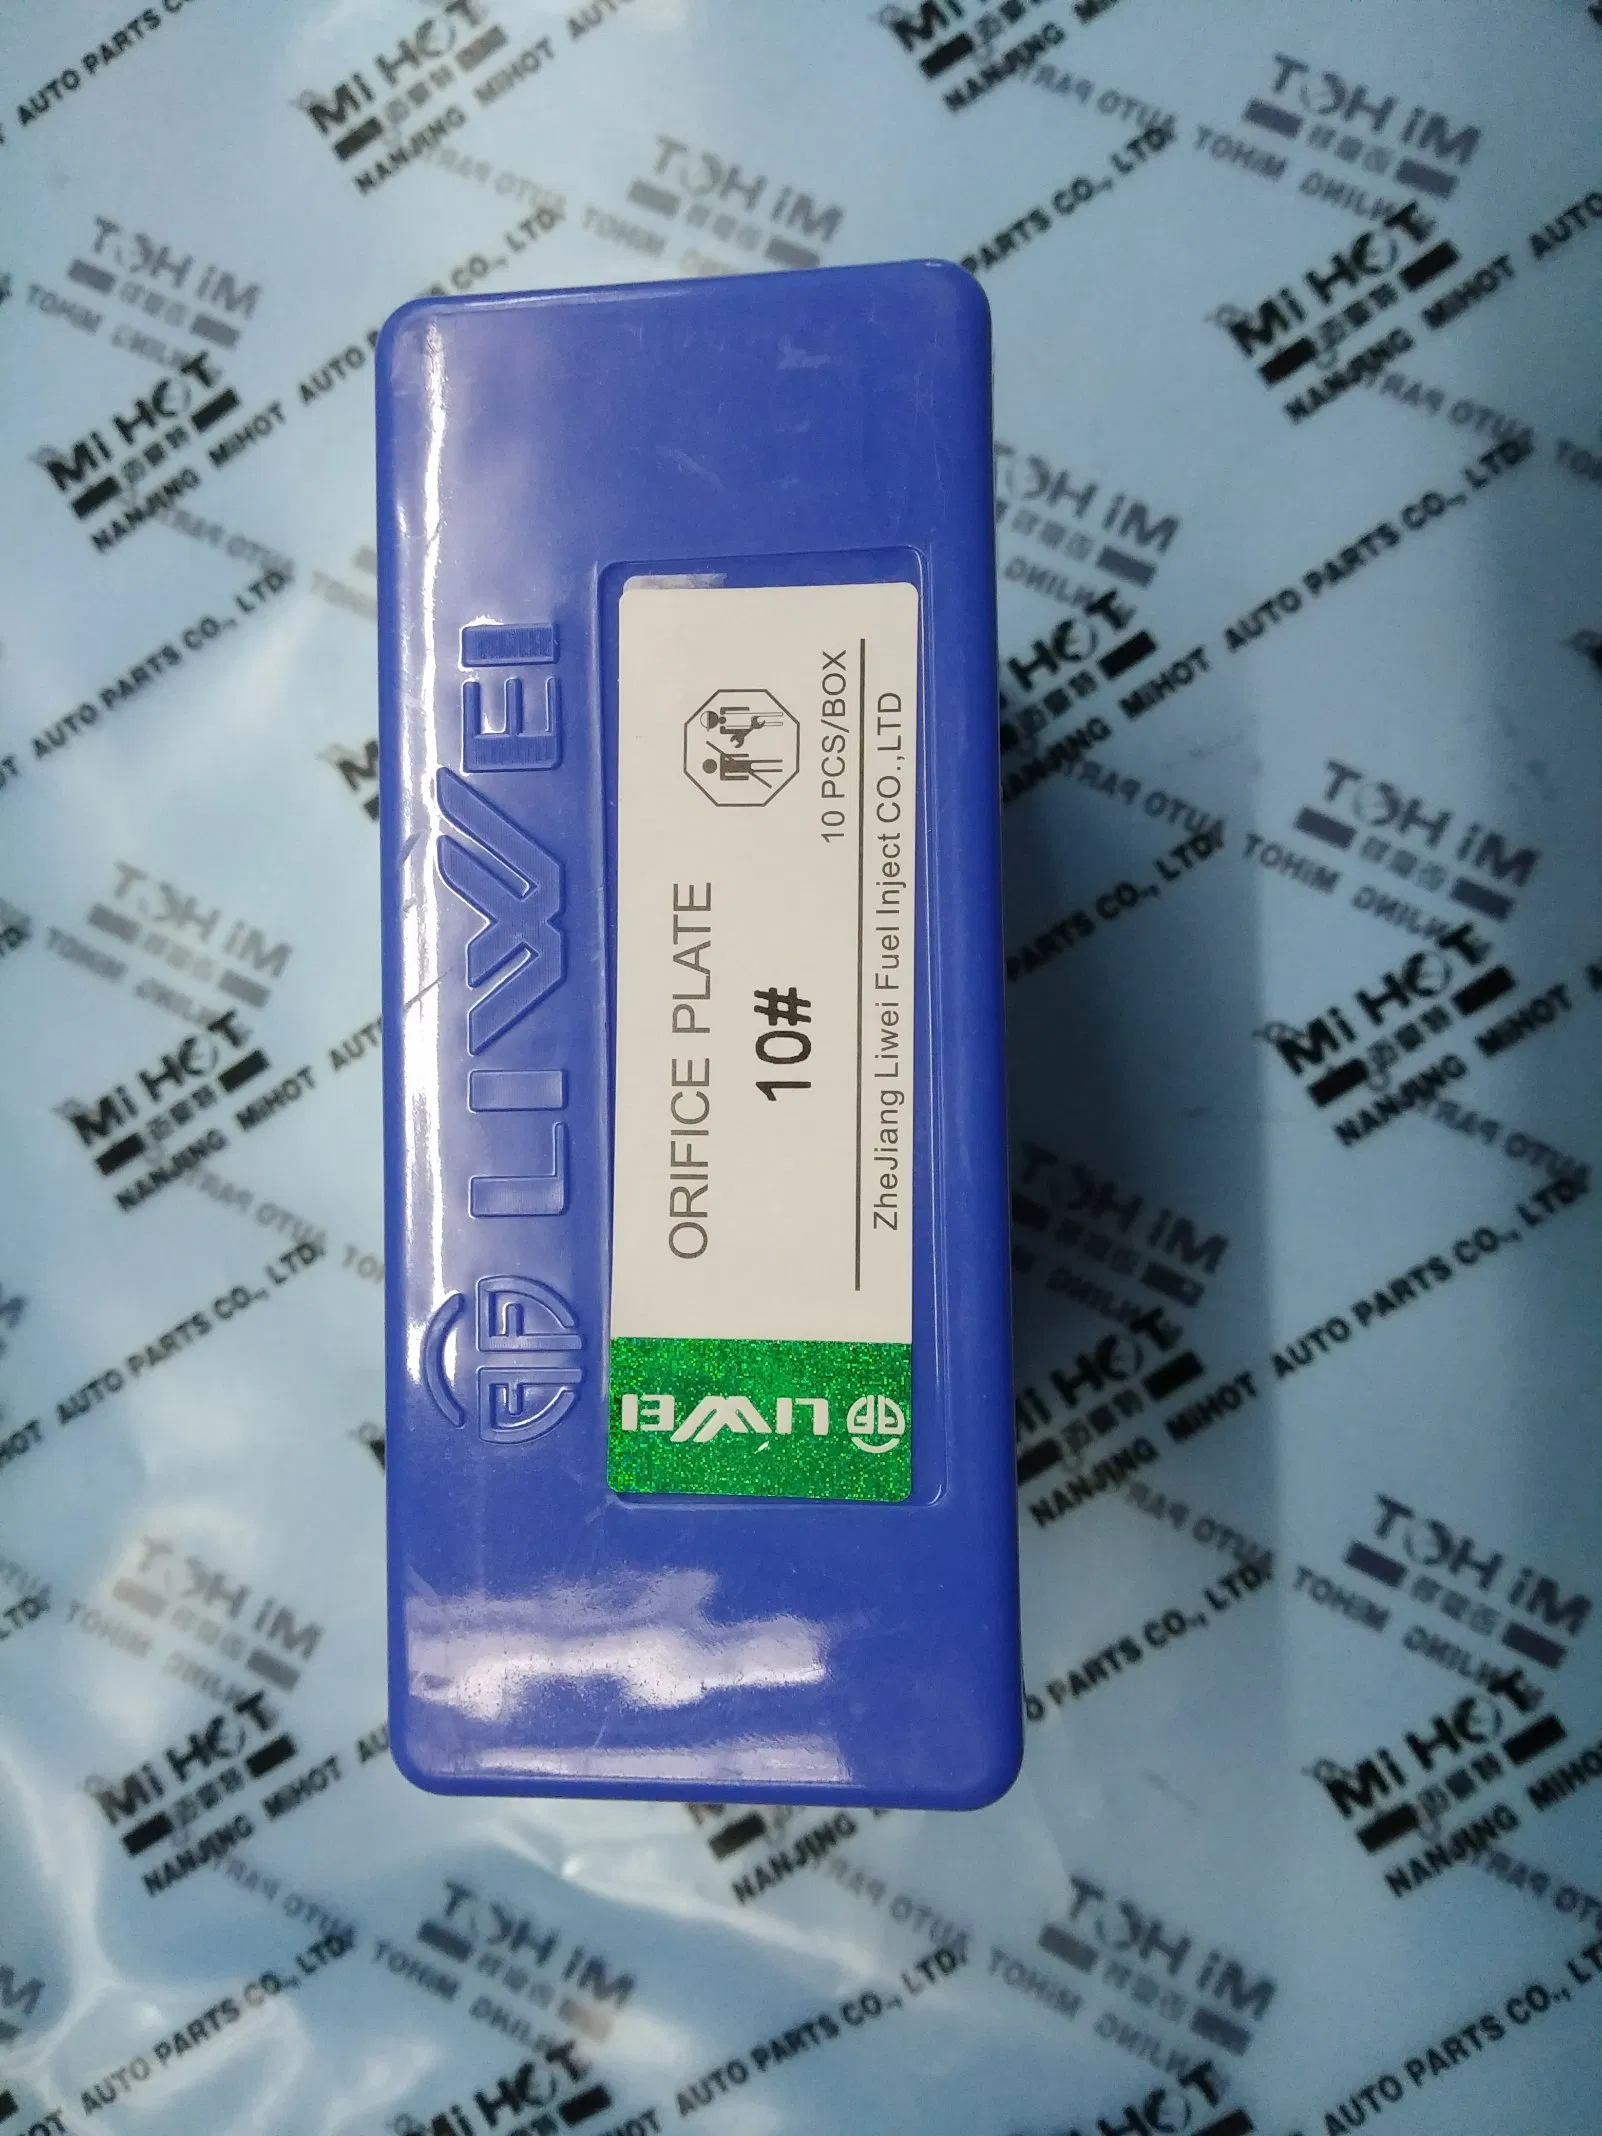 LIWEI
ORIFICE PLATE
10#
10 PCS/BOX
ZheJiang Liwei Fuel Inject CO.,LTD
LIWEI
Mi HOT
NANJING MiHOT AUTO PARTS CO., LTD.